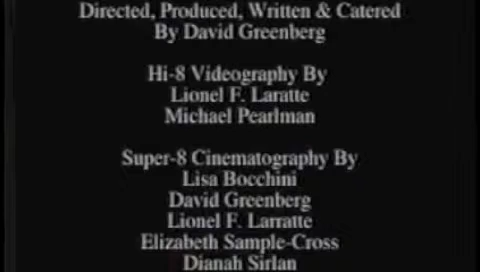 Directed, Produced, Written & Catered
By David Greenberg
Hi-8 Videography By
Lionel F. Laratte
Michael Pearlman
Super-8 Cinematography By
Lisa Bocchini
David Greenberg
Lionel F. Larratte
Elizabeth Sample-Cross
Dianah Sirlan